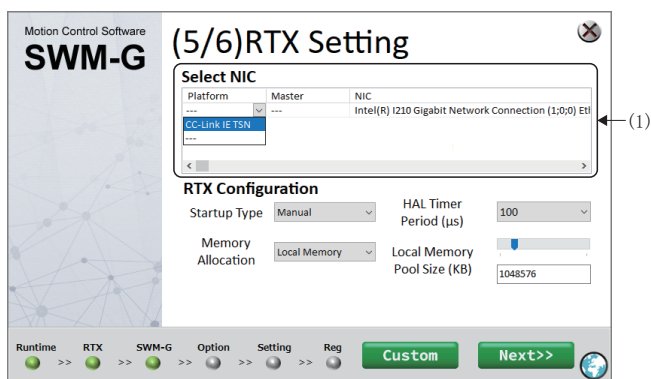 Motion Control Software
SWM-G
(5/6)RTX Setting
Select NIC
Platform Master NIC
--- --- Intel(R) I210 Gigabit Network Connection (1;0;0) Etl
CC-Link IE TSN
---
(1)
RTX Configuration
Startup Type Manual
HAL Timer Period (µs) 100
Memory Allocation Local Memory
Local Memory Pool Size (KB) 1048576
Runtime >> RTX >> SWM-G >> Option >> Setting >> Reg
Custom Next>>